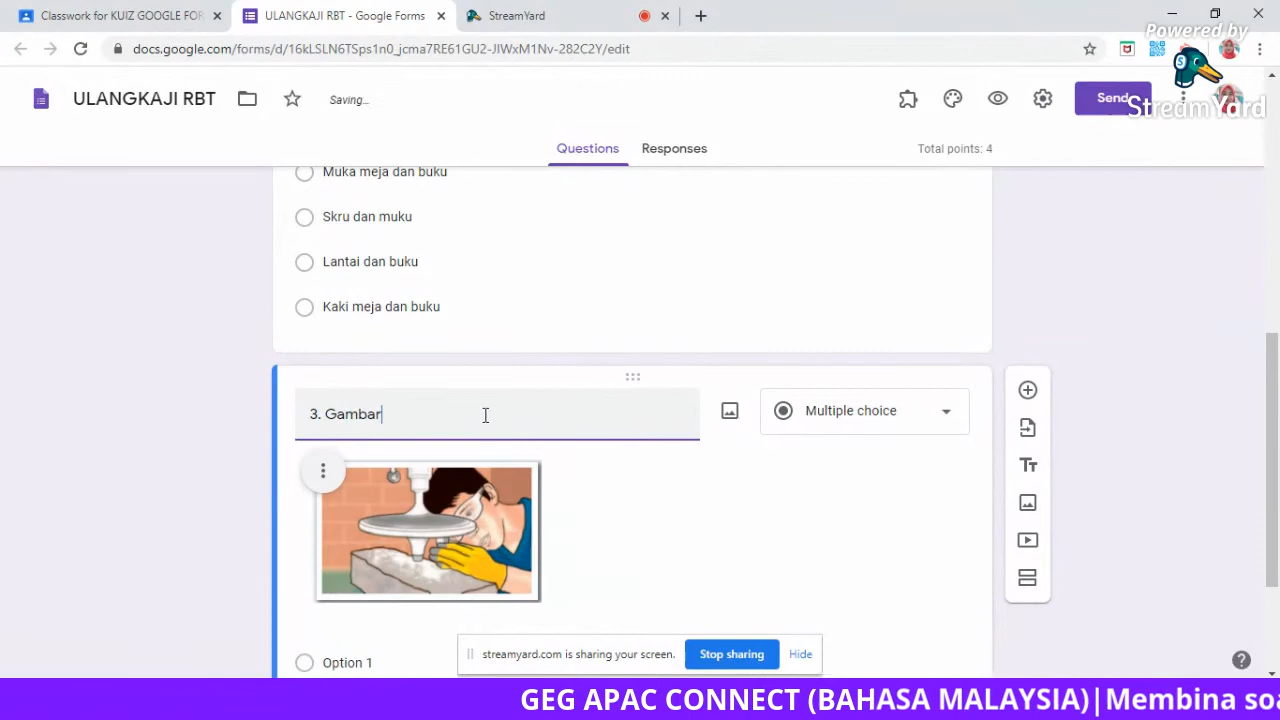 Classwork for KUIZ GOOGLE FOR
ULANGKAJI RBT - Google Forms
StreamYard
docs.google.com/forms/d/16kLSLN6TSps1n0_jcma7RE61GU2-JIWxM1Nv-282C2Y/edit
Powered by
StreamYard
ULANGKAJI RBT
Saving...
Send
Questions
Responses
Total points: 4
Muka meja dan buku
Skru dan muku
Lantai dan buku
Kaki meja dan buku
3. Gambar
Multiple choice
Option 1
streamyard.com is sharing your screen.
Stop sharing
Hide
GEG APAC CONNECT (BAHASA MALAYSIA)|Membina soa